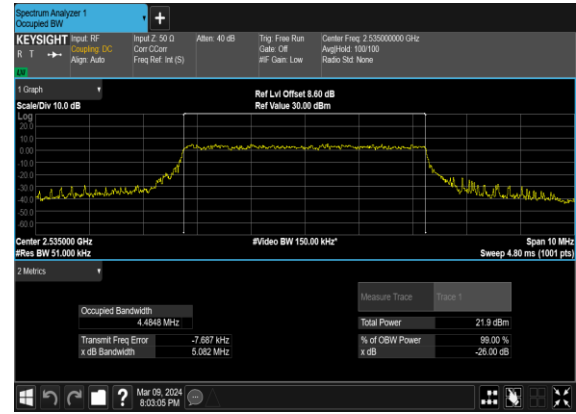 Spectrum Analyzer 1
Occupied BW
+
KEYSIGHT Input: RF
R T Coupling: DC
Align: Auto
Input Z: 50 Ω
Corr CCorr
Freq Ref: Int (S)
Atten: 40 dB
Trig: Free Run
Gate: Off
#IF Gain: Low
Center Freq: 2.535000000 GHz
Avg|Hold: 100/100
Radio Std: None
LU
1 Graph
Scale/Div 10.0 dB
Ref Lvl Offset 8.60 dB
Ref Value 30.00 dBm
Log
20.0
10.0
0.00
-10.0
-20.0
-30.0
-40.0
-50.0
-60.0
Center 2.535000 GHz
#Res BW 51.000 kHz
#Video BW 150.00 kHz*
Span 10 MHz
Sweep 4.80 ms (1001 pts)
2 Metrics
Measure Trace Trace 1
Occupied Bandwidth
4.4848 MHz
Total Power 21.9 dBm
Transmit Freq Error -7.687 kHz
% of OBW Power 99.00 %
x dB Bandwidth 5.082 MHz
x dB -26.00 dB
?
Mar 09, 2024
8:03:05 PM